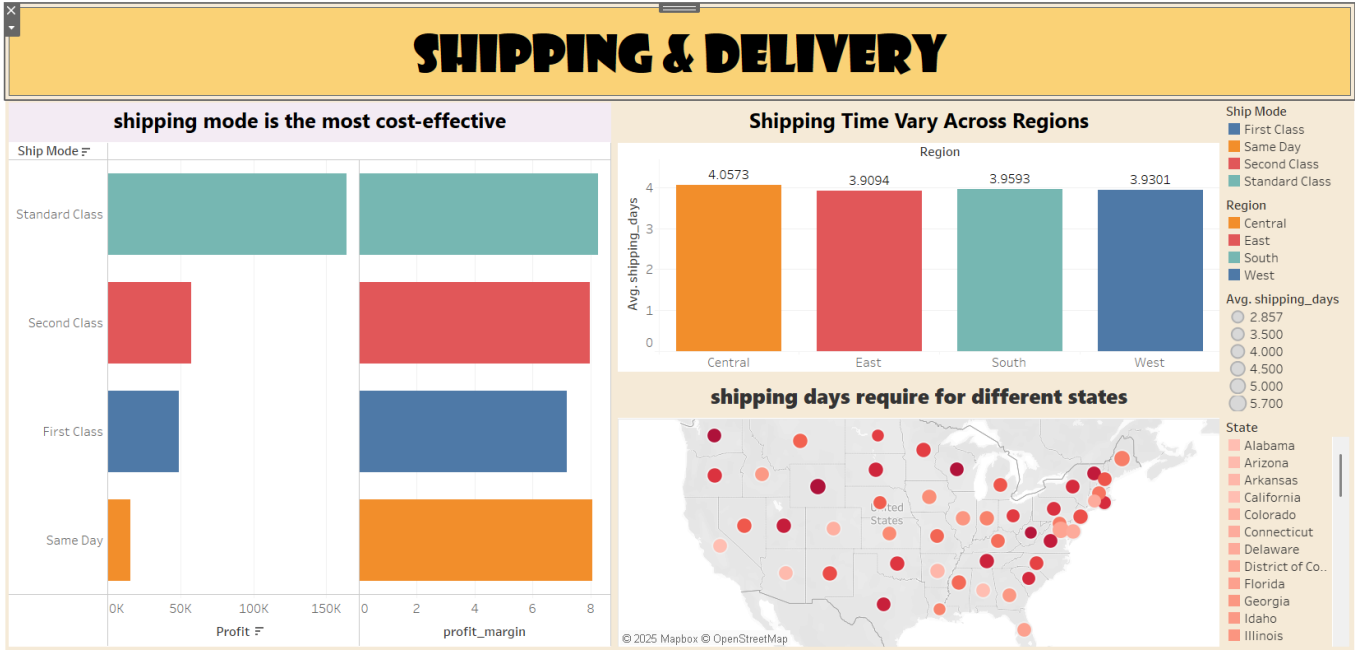 SHIPPING & DELIVERY
shipping mode is the most cost-effective
Ship Mode
Standard Class
Second Class
First Class
Same Day
0K 50K 100K 150K
Profit
0 2 4 6 8
profit_margin
Shipping Time Vary Across Regions
Region
Avg. shipping_days
4
3
2
1
0
4.0573 3.9094 3.9593 3.9301
Central East South West
shipping days require for different states
United
States
© 2025 Mapbox © OpenStreetMap
Ship Mode
First Class
Same Day
Second Class
Standard Class
Region
Central
East
South
West
Avg. shipping_days
2.857
3.500
4.000
4.500
5.000
5.700
State
Alabama
Arizona
Arkansas
California
Colorado
Connecticut
Delaware
District of Co..
Florida
Georgia
Idaho
Illinois